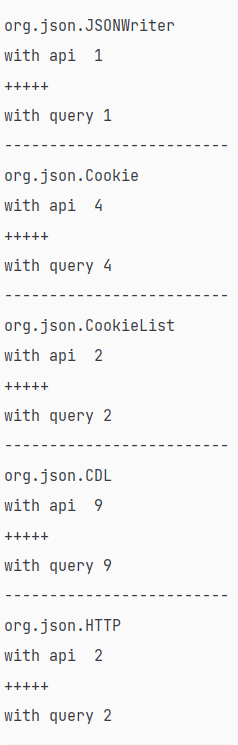 org.json.JSONWriter
with api  1
+++++
with query 1
-------------------------
org.json.Cookie
with api  4
+++++
with query 4
-------------------------
org.json.CookieList
with api  2
+++++
with query 2
-------------------------
org.json.CDL
with api  9
+++++
with query 9
-------------------------
org.json.HTTP
with api  2
+++++
with query 2
-------------------------